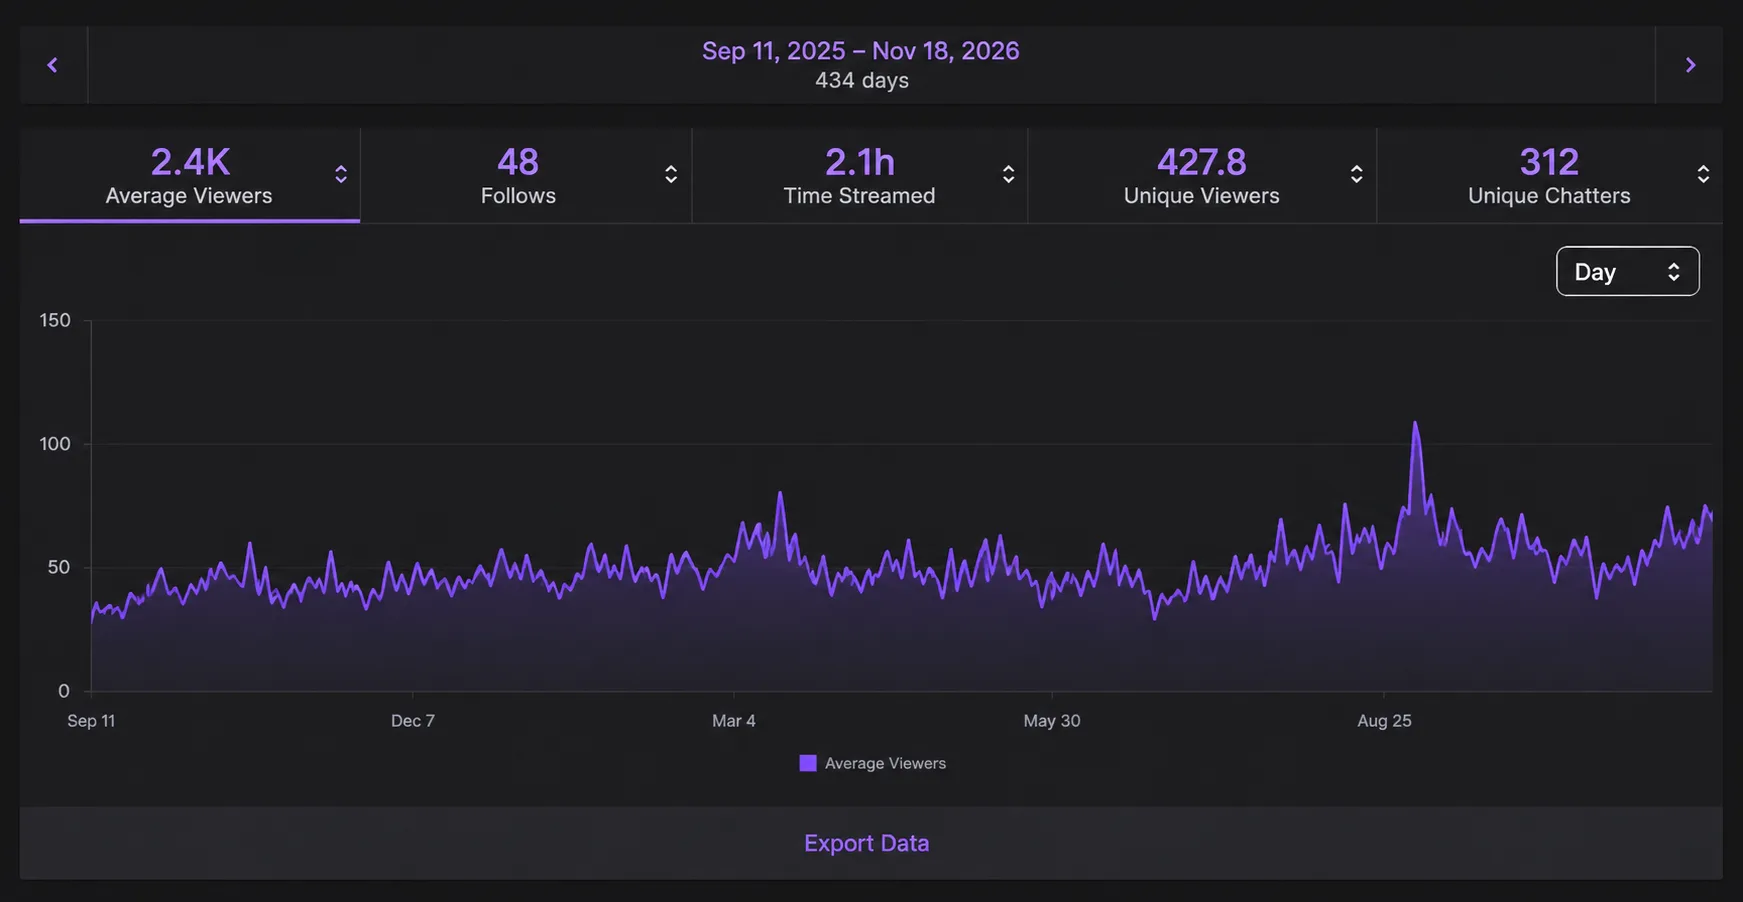 Sep 11, 2025 – Nov 18, 2026
434 days
2.4K
Average Viewers
48
Follows
2.1h
Time Streamed
427.8
Unique Viewers
312
Unique Chatters
Day
150
100
50
0
Sep 11
Dec 7
Mar 4
May 30
Aug 25
Average Viewers
Export Data